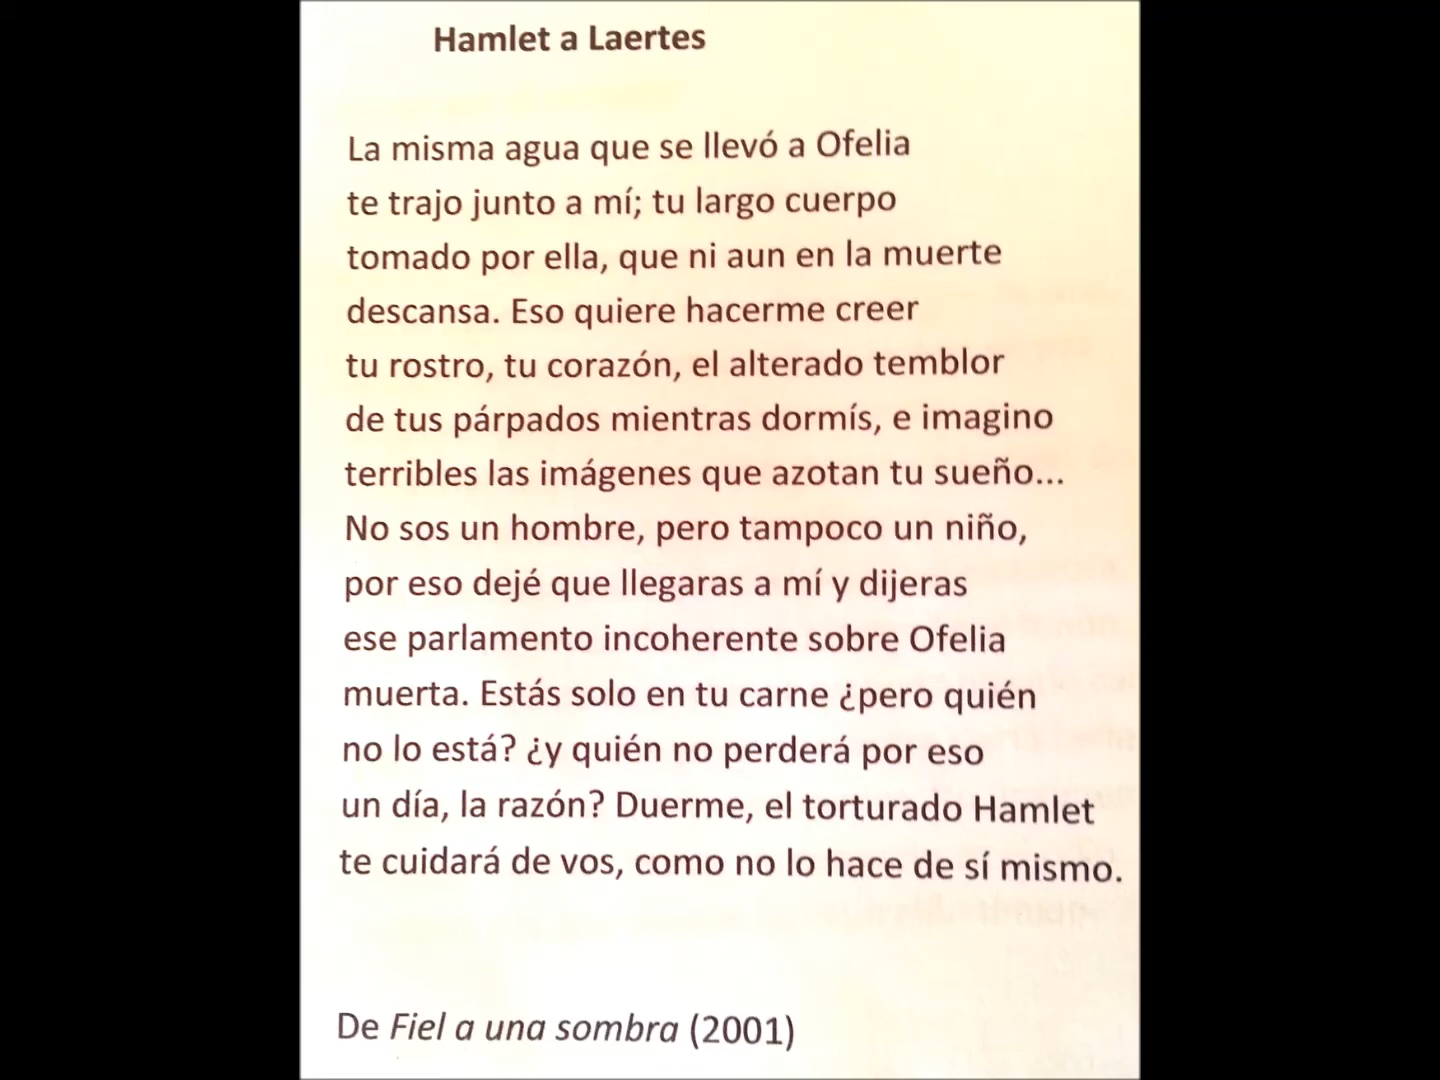 Hamlet a Laertes
La misma agua que se llevó a Ofelia
te trajo junto a mí; tu largo cuerpo
tomado por ella, que ni aun en la muerte
descansa. Eso quiere hacerme creer
tu rostro, tu corazón, el alterado temblor
de tus párpados mientras dormís, e imagino
terribles las imágenes que azotan tu sueño...
No sos un hombre, pero tampoco un niño,
por eso dejé que llegaras a mí y dijeras
ese parlamento incoherente sobre Ofelia
muerta. Estás solo en tu carne ¿pero quién
no lo está? ¿y quién no perderá por eso
un día, la razón? Duerme, el torturado Hamlet
te cuidará de vos, como no lo hace de sí mismo.
De Fiel a una sombra (2001)